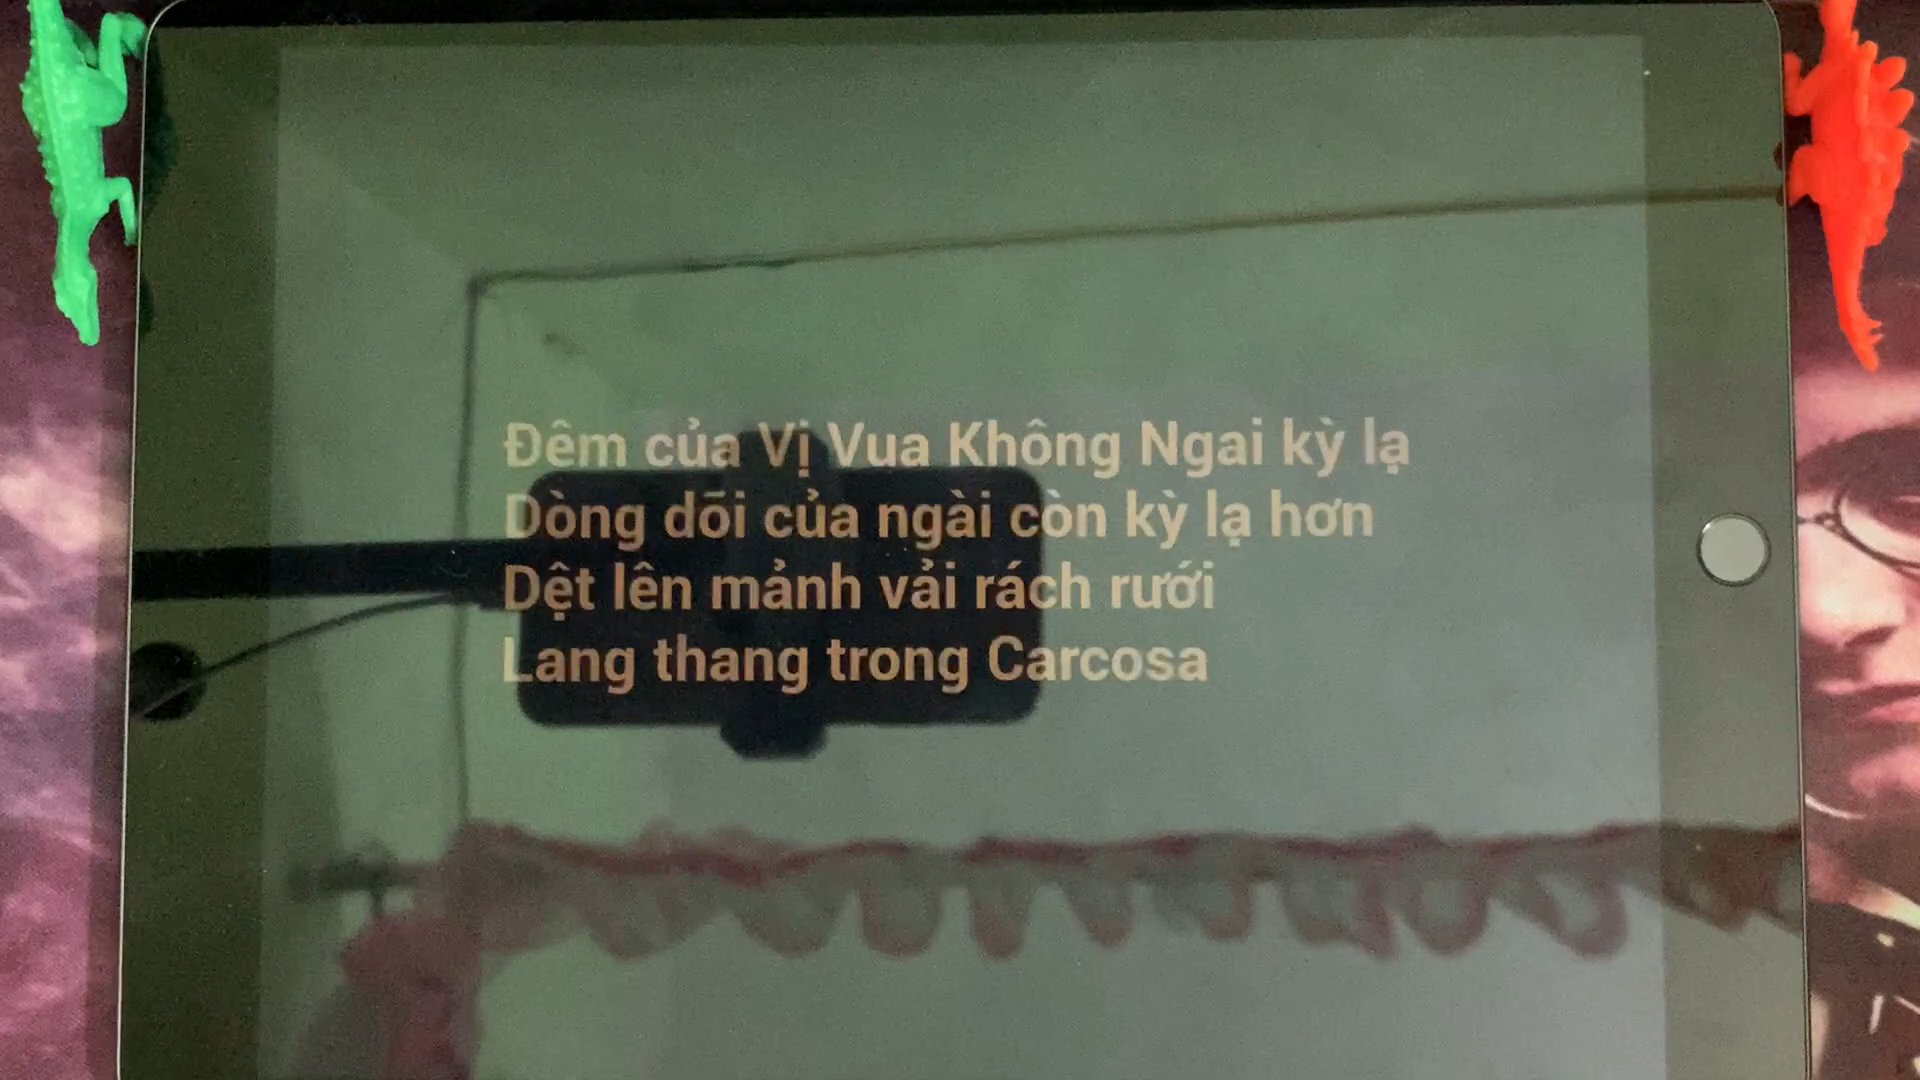 Đêm của Vị Vua Không Ngai kỳ lạ
Dòng dõi của ngài còn kỳ lạ hơn
Dệt lên mảnh vải rách rưới
Lang thang trong Carcosa